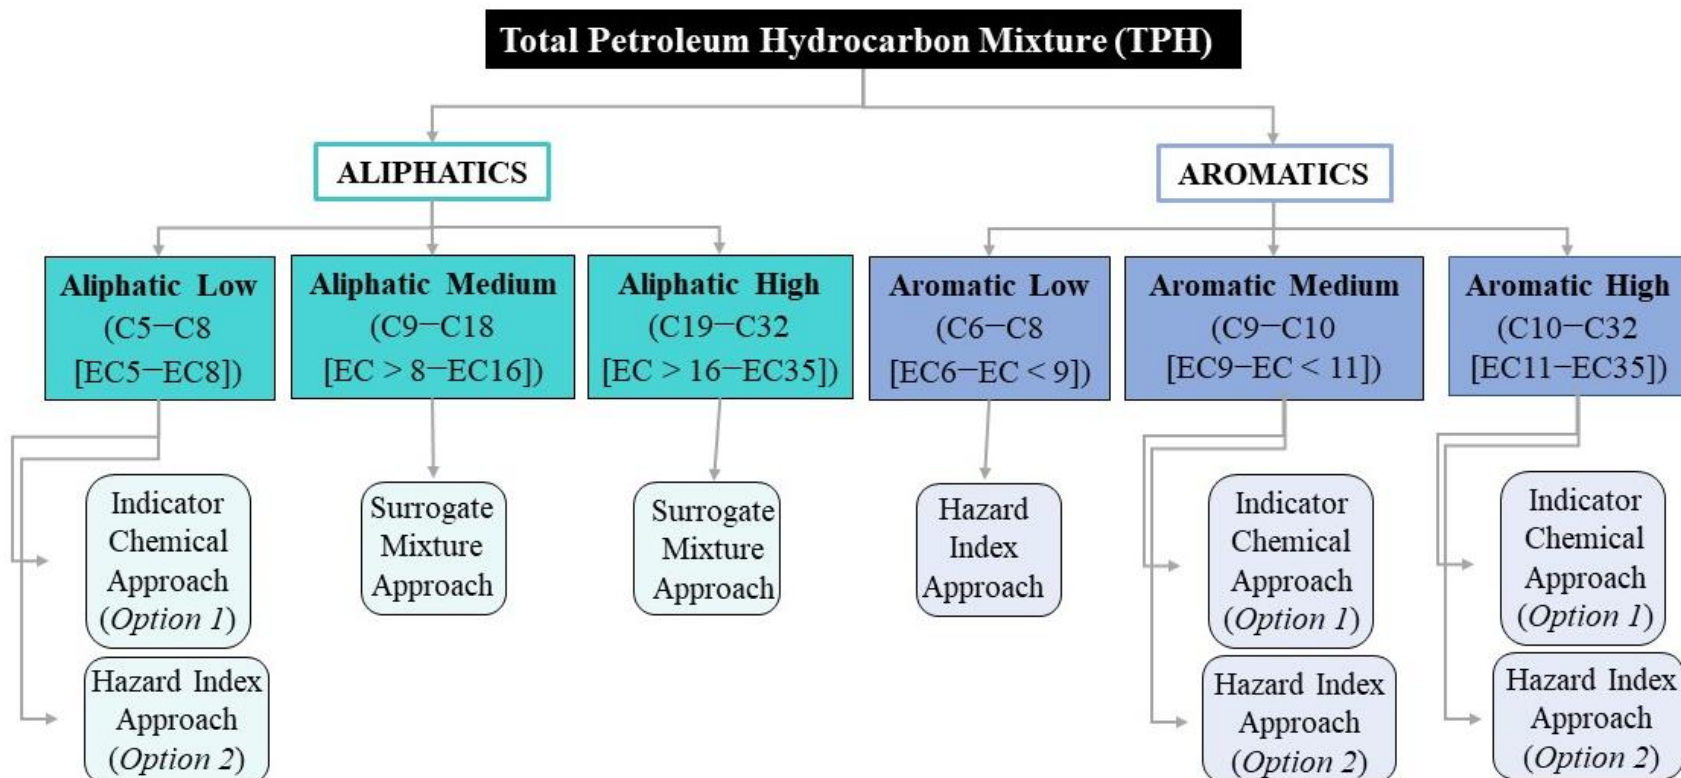 Total Petroleum Hydrocarbon Mixture (TPH)
ALIPHATICS
AROMATICS
Aliphatic Low
(C5–C8
[EC5–EC8])
Aliphatic Medium
(C9–C18
[EC > 8–EC16])
Aliphatic High
(C19–C32
[EC > 16–EC35])
Aromatic Low
(C6–C8
[EC6–EC < 9])
Aromatic Medium
(C9–C10
[EC9–EC < 11])
Aromatic High
(C10–C32
[EC11–EC35])
Indicator
Chemical
Approach
(Option 1)
Hazard Index
Approach
(Option 2)
Surrogate
Mixture
Approach
Surrogate
Mixture
Approach
Hazard
Index
Approach
Indicator
Chemical
Approach
(Option 1)
Hazard Index
Approach
(Option 2)
Indicator
Chemical
Approach
(Option 1)
Hazard Index
Approach
(Option 2)